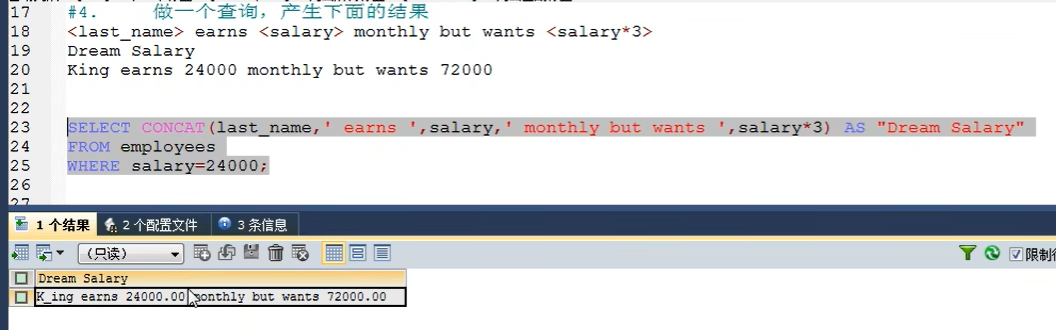 17 #4. 做一个查询，产生下面的结果
18 <last_name> earns <salary> monthly but wants <salary*3>
19 Dream Salary
20 King earns 24000 monthly but wants 72000
21
22
23 SELECT CONCAT(last_name,' earns ',salary,' monthly but wants ',salary*3) AS "Dream Salary"
24 FROM employees
25 WHERE salary=24000;
26
27
1 个结果 2 个配置文件 3 条信息
(只读) 限制行
Dream Salary
K_ing earns 24000.00 monthly but wants 72000.00